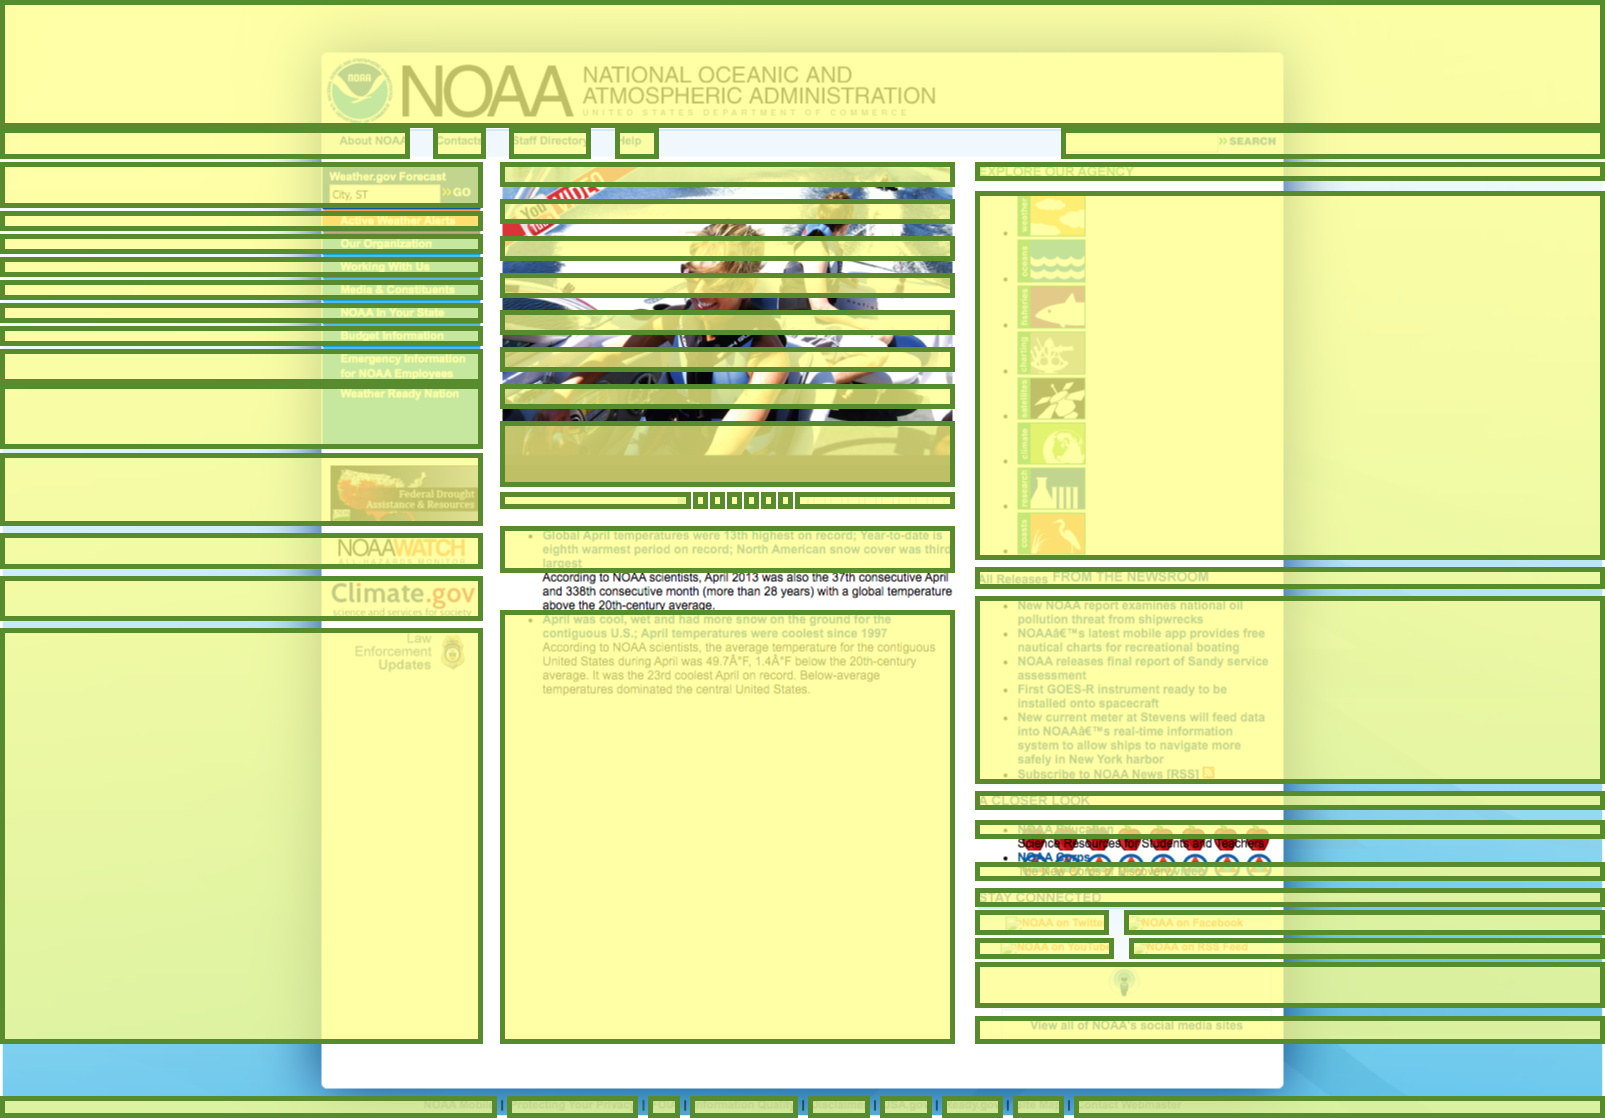 NOAA
NOAA NATIONAL OCEANIC AND
ATMOSPHERIC ADMINISTRATION
UNITED STATES DEPARTMENT OF COMMERCE
About NOAA Contacts Staff Directory Help
» SEARCH
Weather.gov Forecast
City, ST » GO
Active Weather Alerts
Our Organization
Working With Us
Media & Constituents
NOAA In Your State
Budget Information
Emergency Information
for NOAA Employees
Weather Ready Nation
Federal Drought
Assistance & Resources
NOAAWATCH
ALL-HAZARDS MONITOR
Climate.gov
science and services for society
Law
Enforcement
Updates
You
VIDEO
• Global April temperatures were 13th highest on record; Year-to-date is
eighth warmest period on record; North American snow cover was third
largest
According to NOAA scientists, April 2013 was also the 37th consecutive April
and 338th consecutive month (more than 28 years) with a global temperature
above the 20th-century average.
• April was cool, wet and had more snow on the ground for the
contiguous U.S.; April temperatures were coolest since 1997
According to NOAA scientists, the average temperature for the contiguous
United States during April was 49.7Â°F, 1.4Â°F below the 20th-century
average. It was the 23rd coolest April on record. Below-average
temperatures dominated the central United States.
EXPLORE OUR AGENCY
weather
oceans
fisheries
charting
satellites
climate
research
coasts
All Releases FROM THE NEWSROOM
• New NOAA report examines national oil
pollution threat from shipwrecks
• NOAAâ€™s latest mobile app provides free
nautical charts for recreational boating
• NOAA releases final report of Sandy service
assessment
• First GOES-R instrument ready to be
installed onto spacecraft
• New current meter at Stevens will feed data
into NOAAâ€™s real-time information
system to allow ships to navigate more
safely in New York harbor
• Subscribe to NOAA News [RSS]
A CLOSER LOOK
• NOAA Education
Science Resources for Students and Teachers
• NOAA Corps
STAY CONNECTED
NOAA on Twitte NOAA on Facebook
NOAA on YouTube NOAA on RSS Feed
View all of NOAA's social media sites
NOAA Mobile | Protecting Your Privacy | | Information Quality | Disclaimer | USA.gov | Ready.gov | Site Map | Contact Webmaster